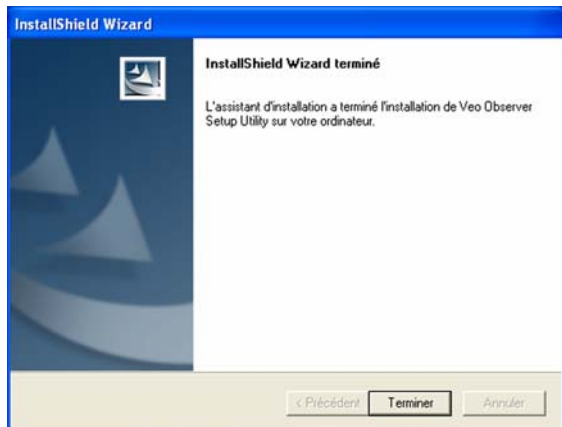 InstallShield Wizard
InstallShield Wizard terminé
L'assistant d'installation a terminé l'installation de Veo Observer
Setup Utility sur votre ordinateur.
< Précédent Terminer Annuler